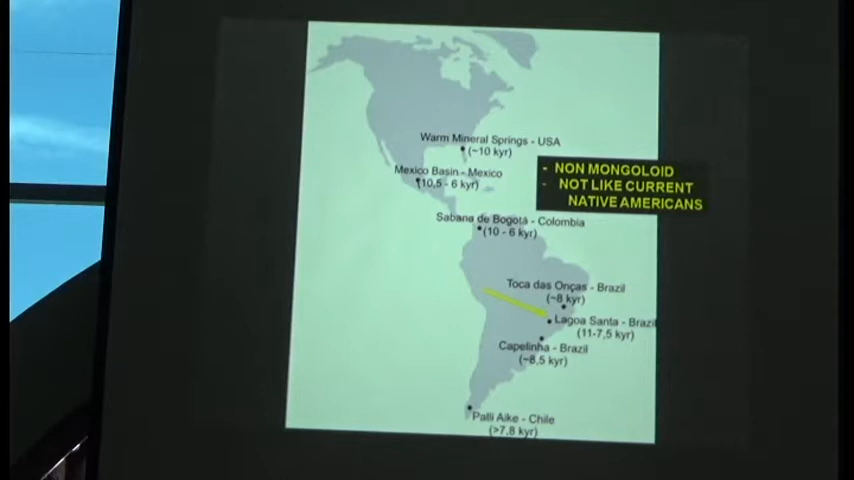 Warm Mineral Springs - USA
(~10 kyr)
Mexico Basin - Mexico
(10,5 - 6 kyr)
- NON MONGOLOID
- NOT LIKE CURRENT
NATIVE AMERICANS
Sabana de Bogotá - Colombia
(10 - 6 kyr)
Toca das Onças - Brazil
(~8 kyr)
Lagoa Santa - Brazil
(11-7,5 kyr)
Capelinha - Brazil
(~8,5 kyr)
Palli Aike - Chile
(>7,8 kyr)